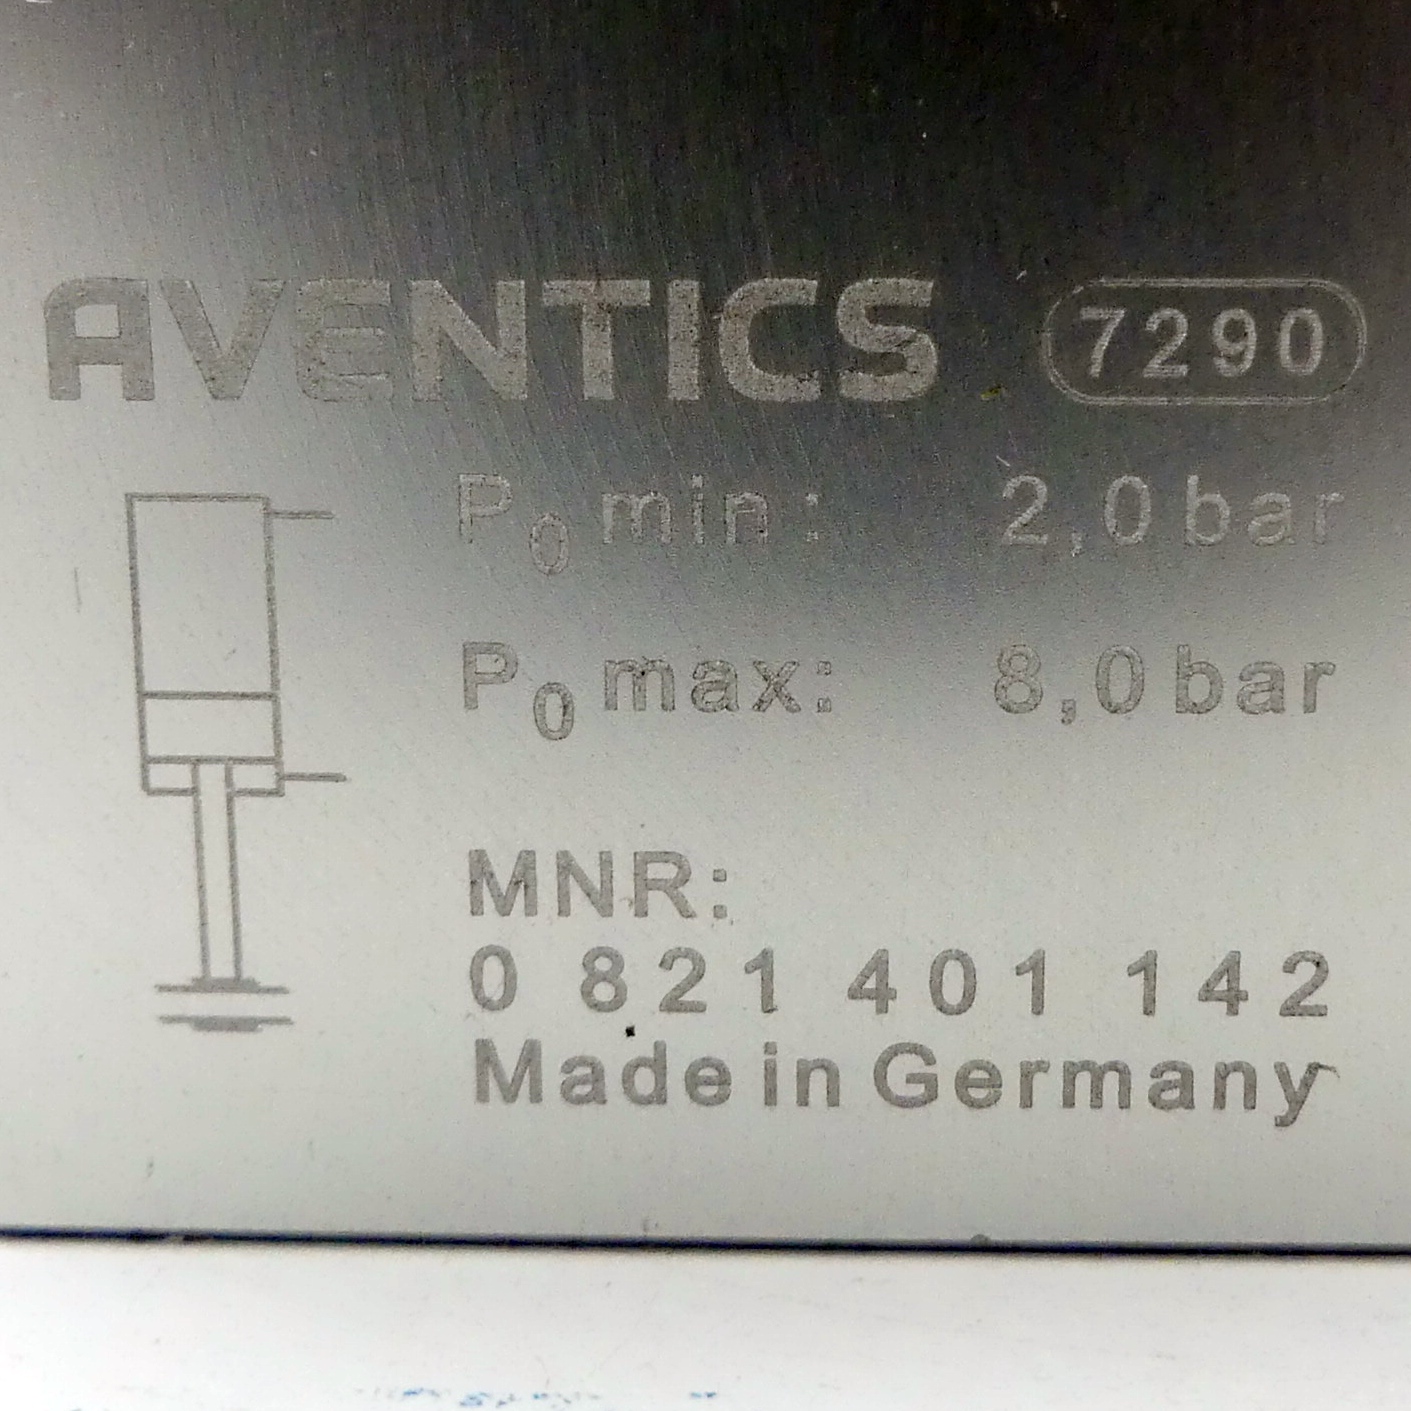 AVENTICS 7290
P0 min: 2,0 bar
P0 max: 8,0 bar
MNR:
0 821 401 142
Made in Germany